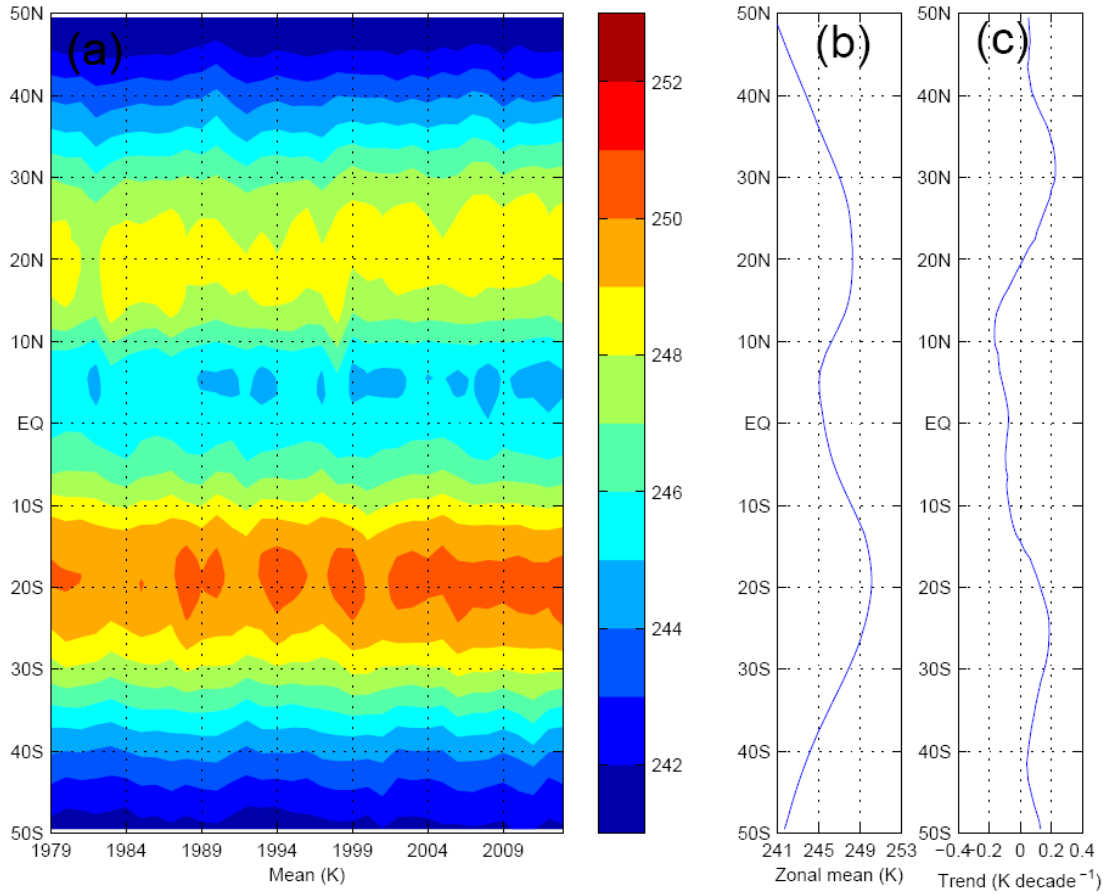 (a)
50N
40N
30N
20N
10N
EQ
10S
20S
30S
40S
50S
1979 1984 1989 1994 1999 2004 2009
Mean (K)
252
250
248
246
244
242
(b)
50N
40N
30N
20N
10N
EQ
10S
20S
30S
40S
50S
241 245 249 253
Zonal mean (K)
(c)
50N
40N
30N
20N
10N
EQ
10S
20S
30S
40S
50S
−0.4 −0.2 0 0.2 0.4
Trend (K decade⁻¹)